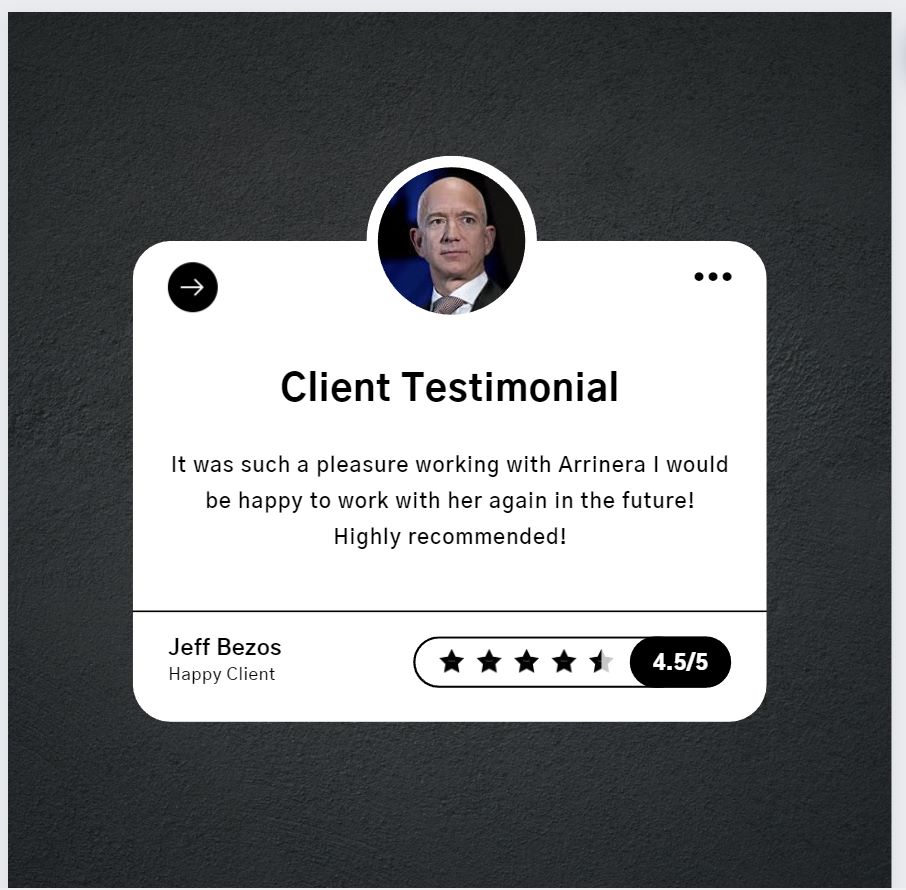 Client Testimonial
It was such a pleasure working with Arrinera I would
be happy to work with her again in the future!
Highly recommended!
Jeff Bezos
Happy Client
4.5/5